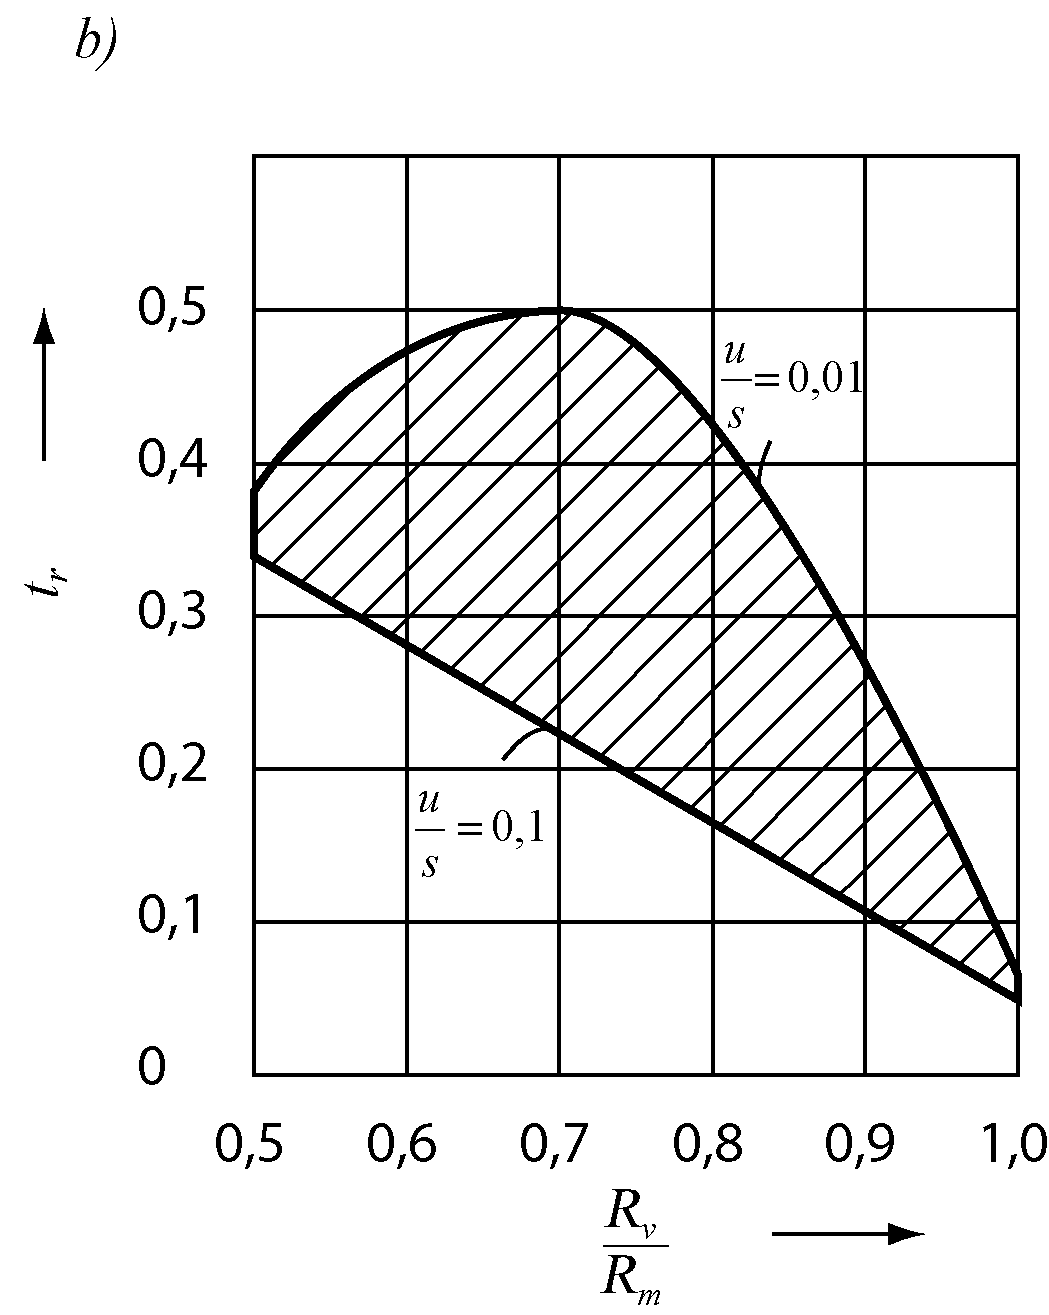 b)
0,5
u/s = 0,01
0,4
t_r
0,3
0,2
u/s = 0,1
0,1
0
0,5 0,6 0,7 0,8 0,9 1,0
R_v/R_m